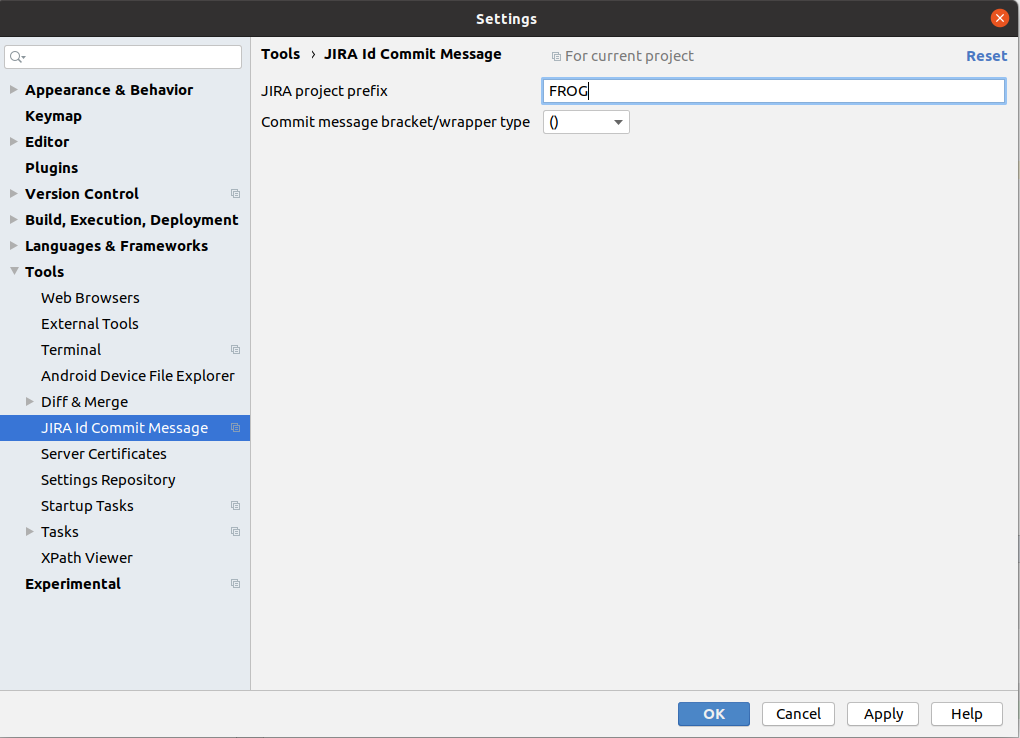 Settings
Tools › JIRA Id Commit Message For current project Reset
JIRA project prefix FROG
Commit message bracket/wrapper type ()
Appearance & Behavior
Keymap
Editor
Plugins
Version Control
Build, Execution, Deployment
Languages & Frameworks
Tools
Web Browsers
External Tools
Terminal
Android Device File Explorer
Diff & Merge
JIRA Id Commit Message
Server Certificates
Settings Repository
Startup Tasks
Tasks
XPath Viewer
Experimental
OK Cancel Apply Help